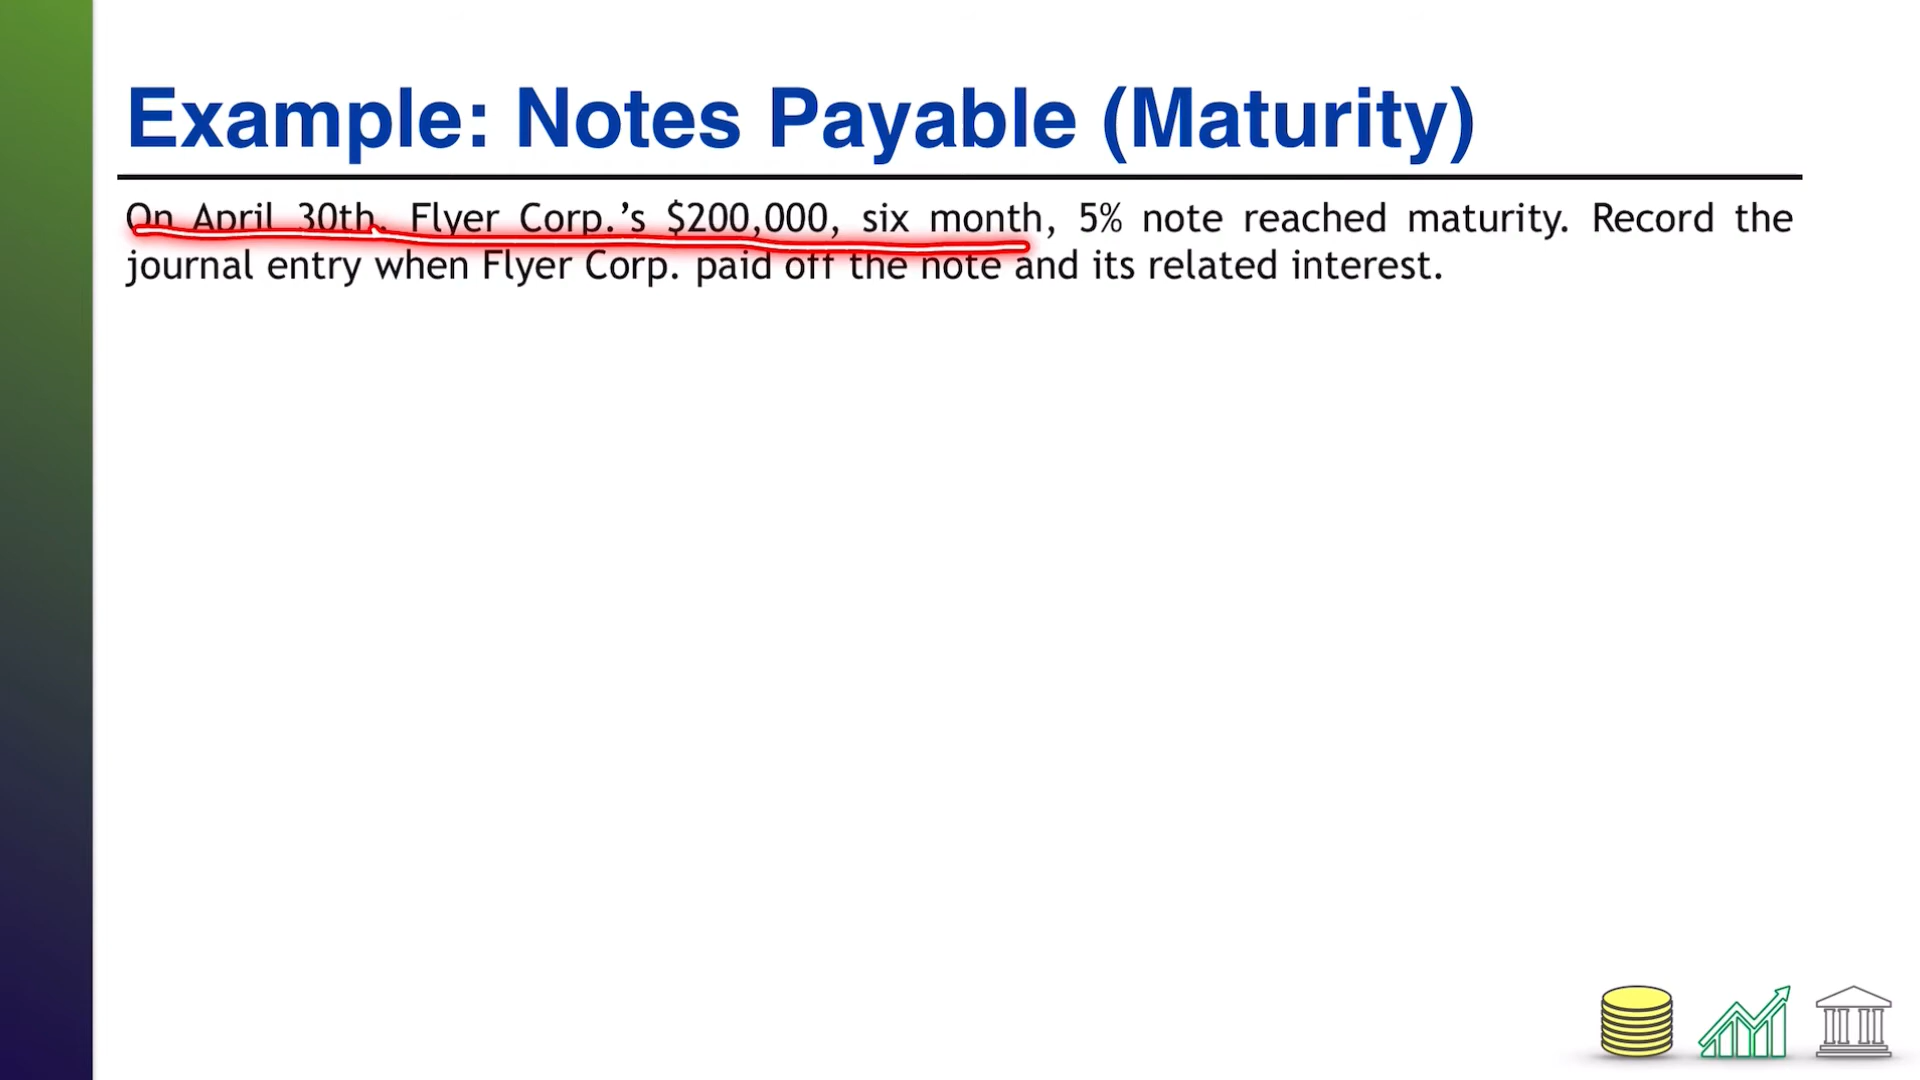 Example: Notes Payable (Maturity)
On April 30th, Flyer Corp.’s $200,000, six month, 5% note reached maturity. Record the
journal entry when Flyer Corp. paid off the note and its related interest.